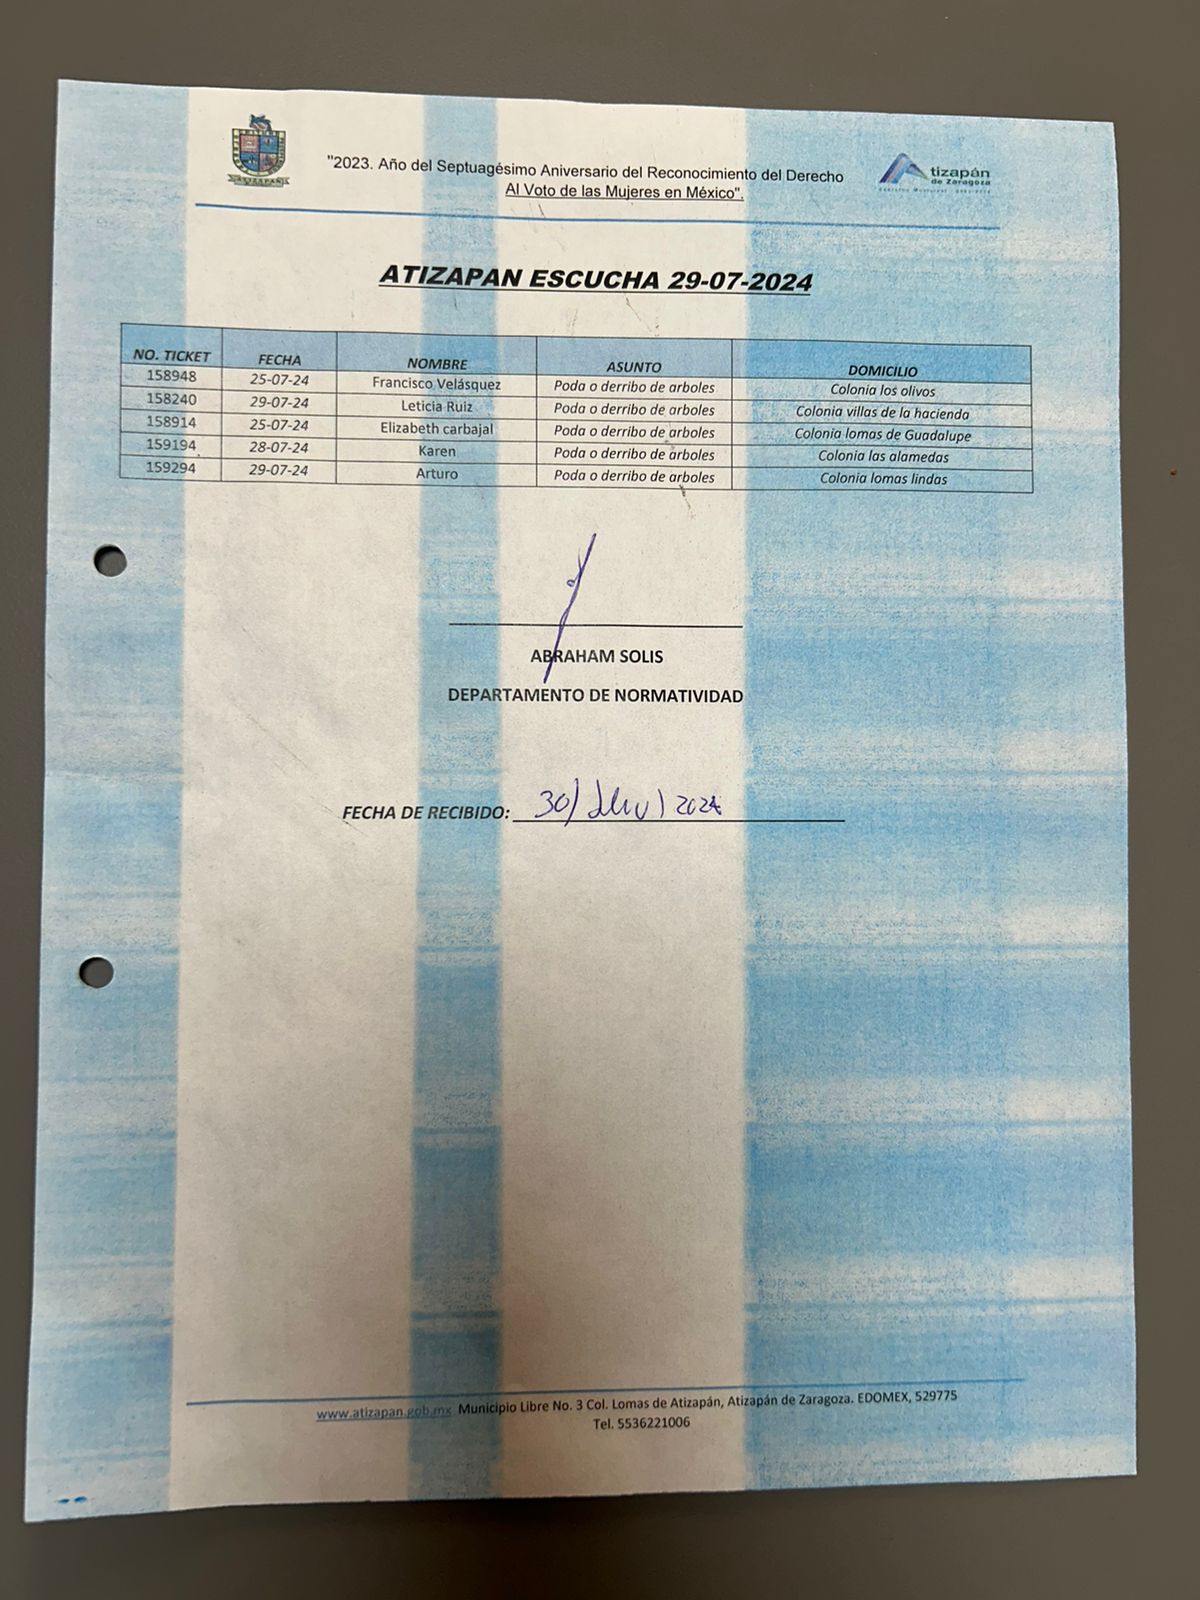 "2023. Año del Septuagésimo Aniversario del Reconocimiento del Derecho
Al Voto de las Mujeres en México".
ATIZAPÁN
tizapán
de Zaragoza
ATIZAPAN ESCUCHA 29-07-2024
NO. TICKET FECHA NOMBRE ASUNTO DOMICILIO
158948 25-07-24 Francisco Velásquez Poda o derribo de arboles Colonia los olivos
158240 29-07-24 Leticia Ruiz Poda o derribo de arboles Colonia villas de la hacienda
158914 25-07-24 Elizabeth carbajal Poda o derribo de arboles Colonia lomas de Guadalupe
159194 28-07-24 Karen Poda o derribo de arboles Colonia las alamedas
159294 29-07-24 Arturo Poda o derribo de arboles Colonia lomas lindas
ABRAHAM SOLIS
DEPARTAMENTO DE NORMATIVIDAD
FECHA DE RECIBIDO: 30/ Julio / 2024
www.atizapan.gob.mx Municipio Libre No. 3 Col. Lomas de Atizapán, Atizapán de Zaragoza. EDOMEX, 529775
Tel. 5536221006